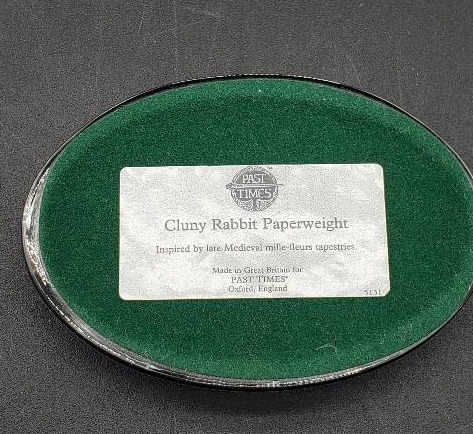 PAST
TIMES
Cluny Rabbit Paperweight
Inspired by late Medieval mille-fleurs tapestries.
Made in Great Britain for
PAST TIMES®
Oxford, England
5131